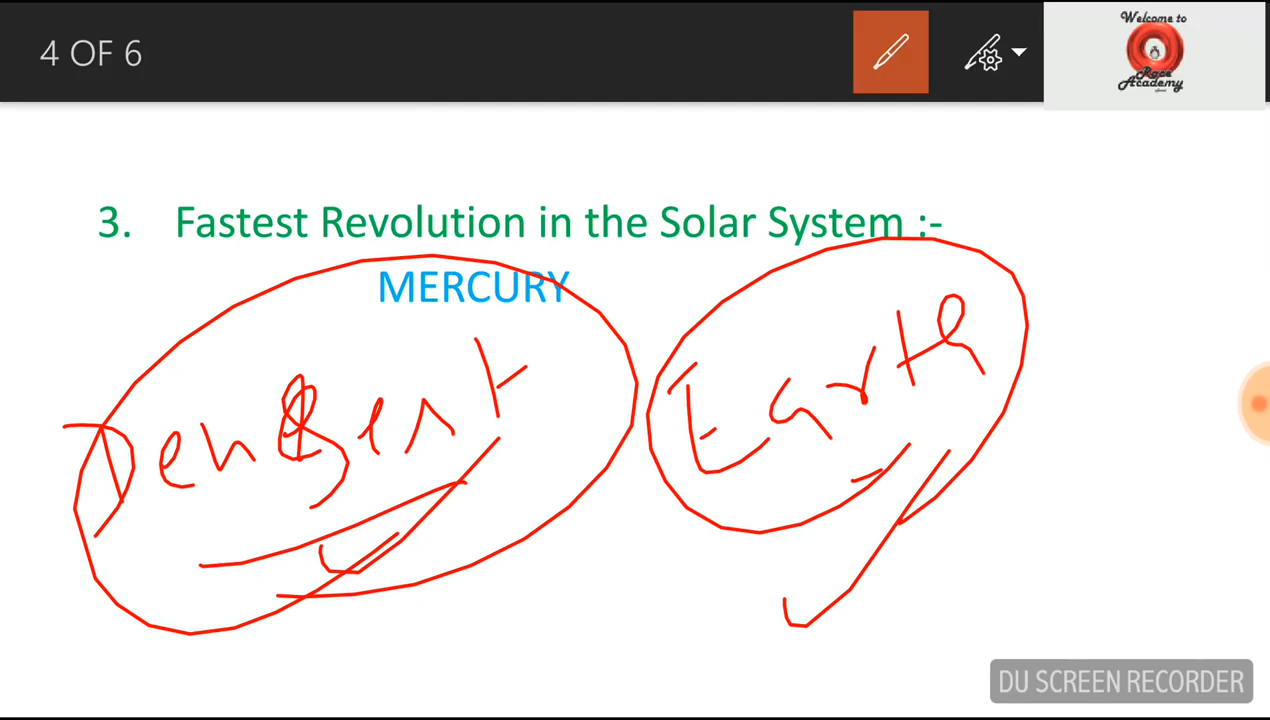 4 OF 6
Welcome to
Race
Academy
3. Fastest Revolution in the Solar System :-
MERCURY
Densest Earth
DU SCREEN RECORDER